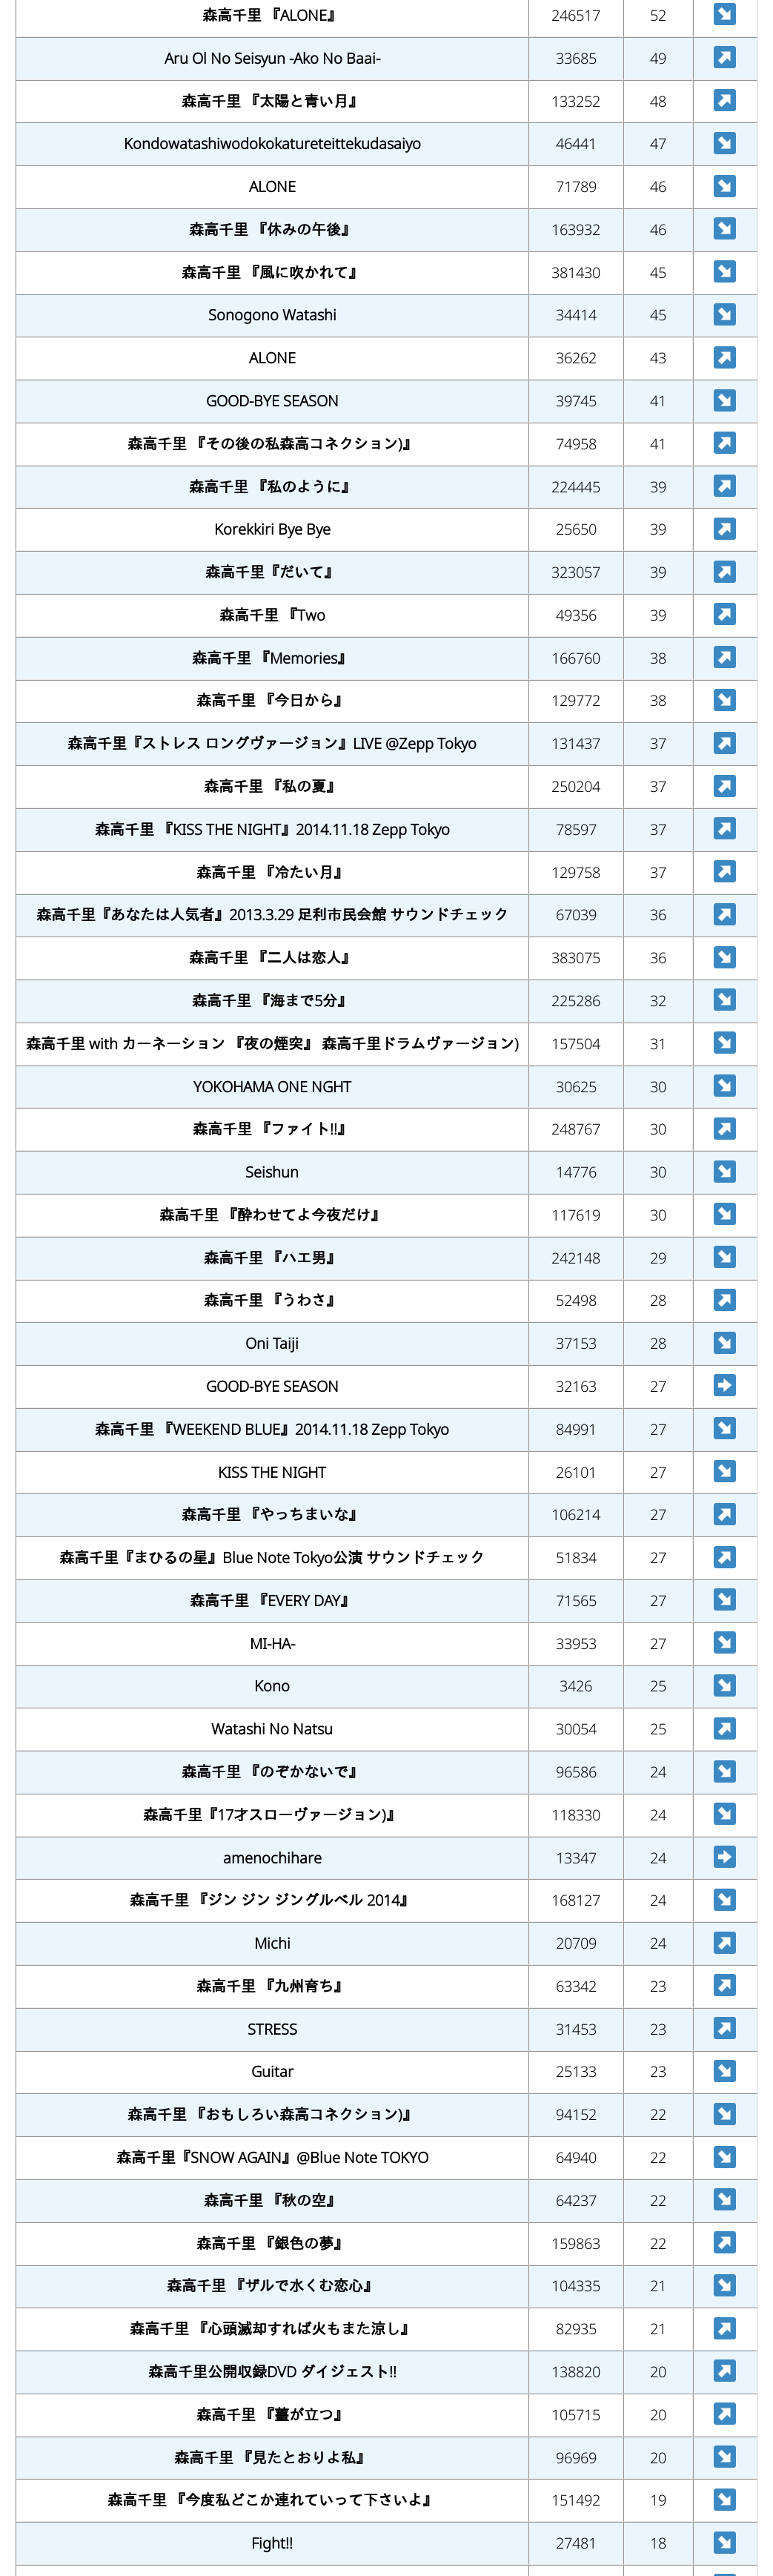 森高千里 『ALONE』 246517 52
Aru Ol No Seisyun -Ako No Baai- 33685 49
森高千里 『太陽と青い月』 133252 48
Kondowatashiwodokokatureteittekudasaiyo 46441 47
ALONE 71789 46
森高千里 『休みの午後』 163932 46
森高千里 『風に吹かれて』 381430 45
Sonogono Watashi 34414 45
ALONE 36262 43
GOOD-BYE SEASON 39745 41
森高千里 『その後の私森高コネクション)』 74958 41
森高千里 『私のように』 224445 39
Korekkiri Bye Bye 25650 39
森高千里『だいて』 323057 39
森高千里 『Two 49356 39
森高千里 『Memories』 166760 38
森高千里 『今日から』 129772 38
森高千里『ストレス ロングヴァージョン』LIVE @Zepp Tokyo 131437 37
森高千里 『私の夏』 250204 37
森高千里 『KISS THE NIGHT』2014.11.18 Zepp Tokyo 78597 37
森高千里 『冷たい月』 129758 37
森高千里『あなたは人気者』2013.3.29 足利市民会館 サウンドチェック 67039 36
森高千里 『二人は恋人』 383075 36
森高千里 『海まで5分』 225286 32
森高千里 with カーネーション 『夜の煙突』 森高千里ドラムヴァージョン) 157504 31
YOKOHAMA ONE NGHT 30625 30
森高千里 『ファイト!!』 248767 30
Seishun 14776 30
森高千里 『酔わせてよ今夜だけ』 117619 30
森高千里 『ハエ男』 242148 29
森高千里 『うわさ』 52498 28
Oni Taiji 37153 28
GOOD-BYE SEASON 32163 27
森高千里 『WEEKEND BLUE』2014.11.18 Zepp Tokyo 84991 27
KISS THE NIGHT 26101 27
森高千里 『やっちまいな』 106214 27
森高千里『まひるの星』Blue Note Tokyo公演 サウンドチェック 51834 27
森高千里 『EVERY DAY』 71565 27
MI-HA- 33953 27
Kono 3426 25
Watashi No Natsu 30054 25
森高千里 『のぞかないで』 96586 24
森高千里『17才スローヴァージョン)』 118330 24
amenochihare 13347 24
森高千里 『ジン ジン ジングルベル 2014』 168127 24
Michi 20709 24
森高千里 『九州育ち』 63342 23
STRESS 31453 23
Guitar 25133 23
森高千里 『おもしろい森高コネクション)』 94152 22
森高千里『SNOW AGAIN』@Blue Note TOKYO 64940 22
森高千里 『秋の空』 64237 22
森高千里 『銀色の夢』 159863 22
森高千里 『ザルで水くむ恋心』 104335 21
森高千里 『心頭滅却すれば火もまた涼し』 82935 21
森高千里公開収録DVD ダイジェスト!! 138820 20
森高千里 『薹が立つ』 105715 20
森高千里 『見たとおりよ私』 96969 20
森高千里 『今度私どこか連れていって下さいよ』 151492 19
Fight!! 27481 18